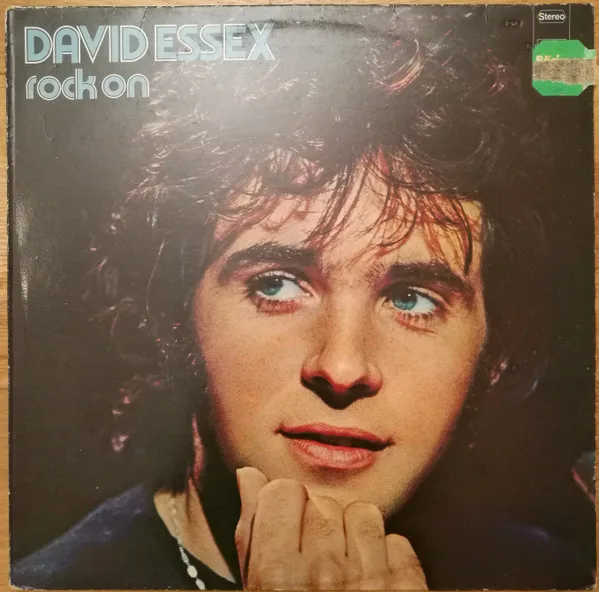 DAVID ESSEX
rock on
Stereo